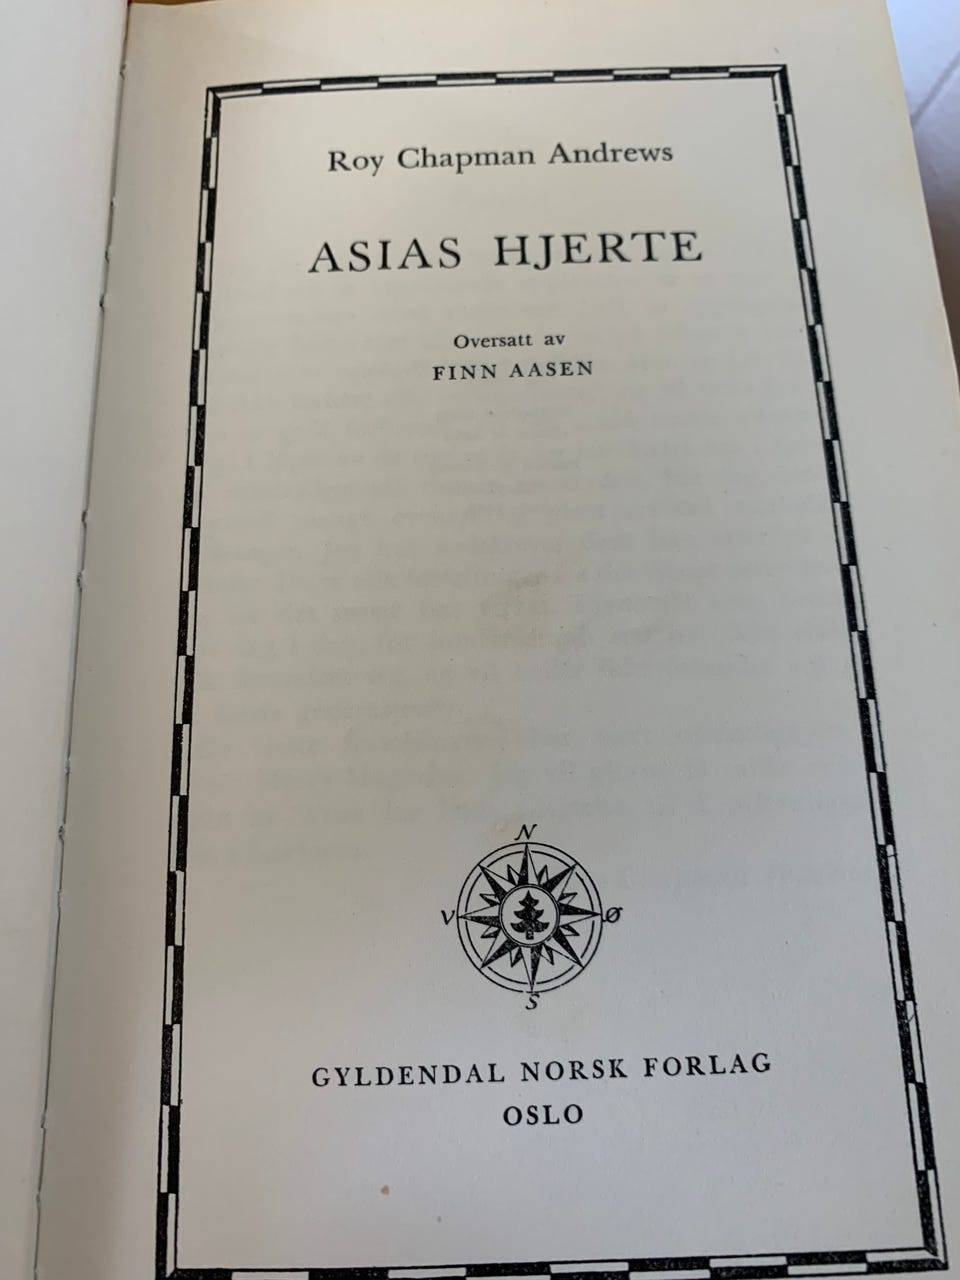 Roy Chapman Andrews
ASIAS HJERTE
Oversatt av
FINN AASEN
N
V Ø
S
GYLDENDAL NORSK FORLAG
OSLO